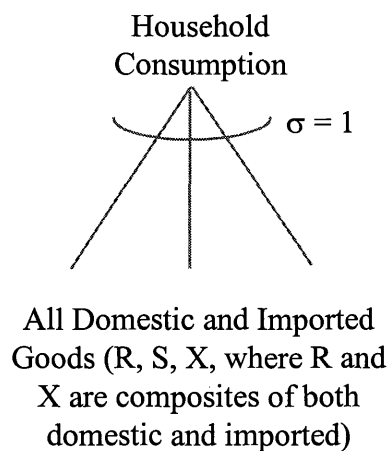 Household
Consumption
σ = 1
All Domestic and Imported
Goods (R, S, X, where R and
X are composites of both
domestic and imported)